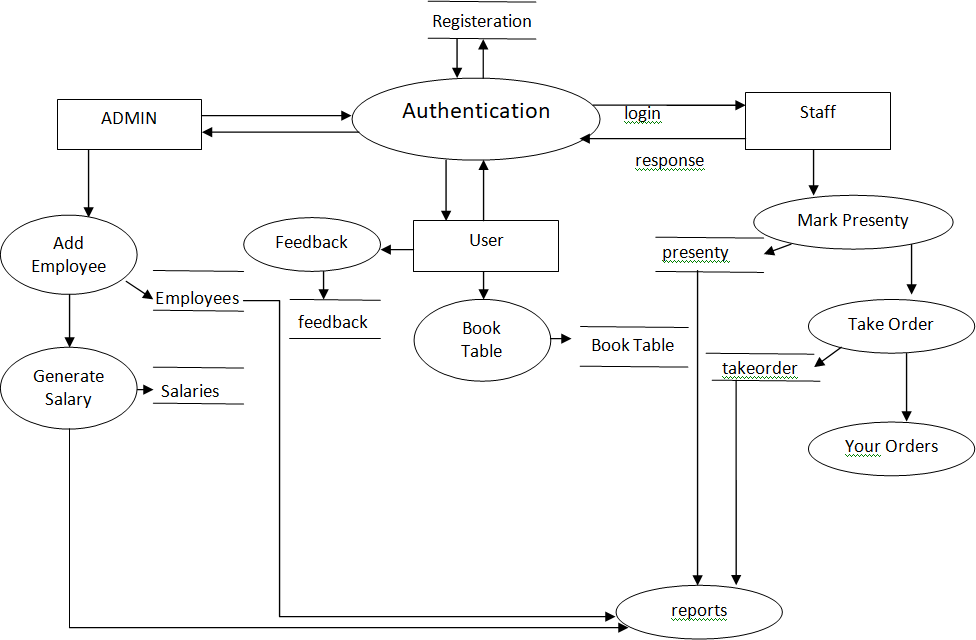 Registeration
Authentication
ADMIN
login
Staff
response
Mark Presenty
Add
Employee
Feedback
User
presenty
Employees
feedback
Book
Table
Book Table
Take Order
takeorder
Generate
Salary
Salaries
Your Orders
reports